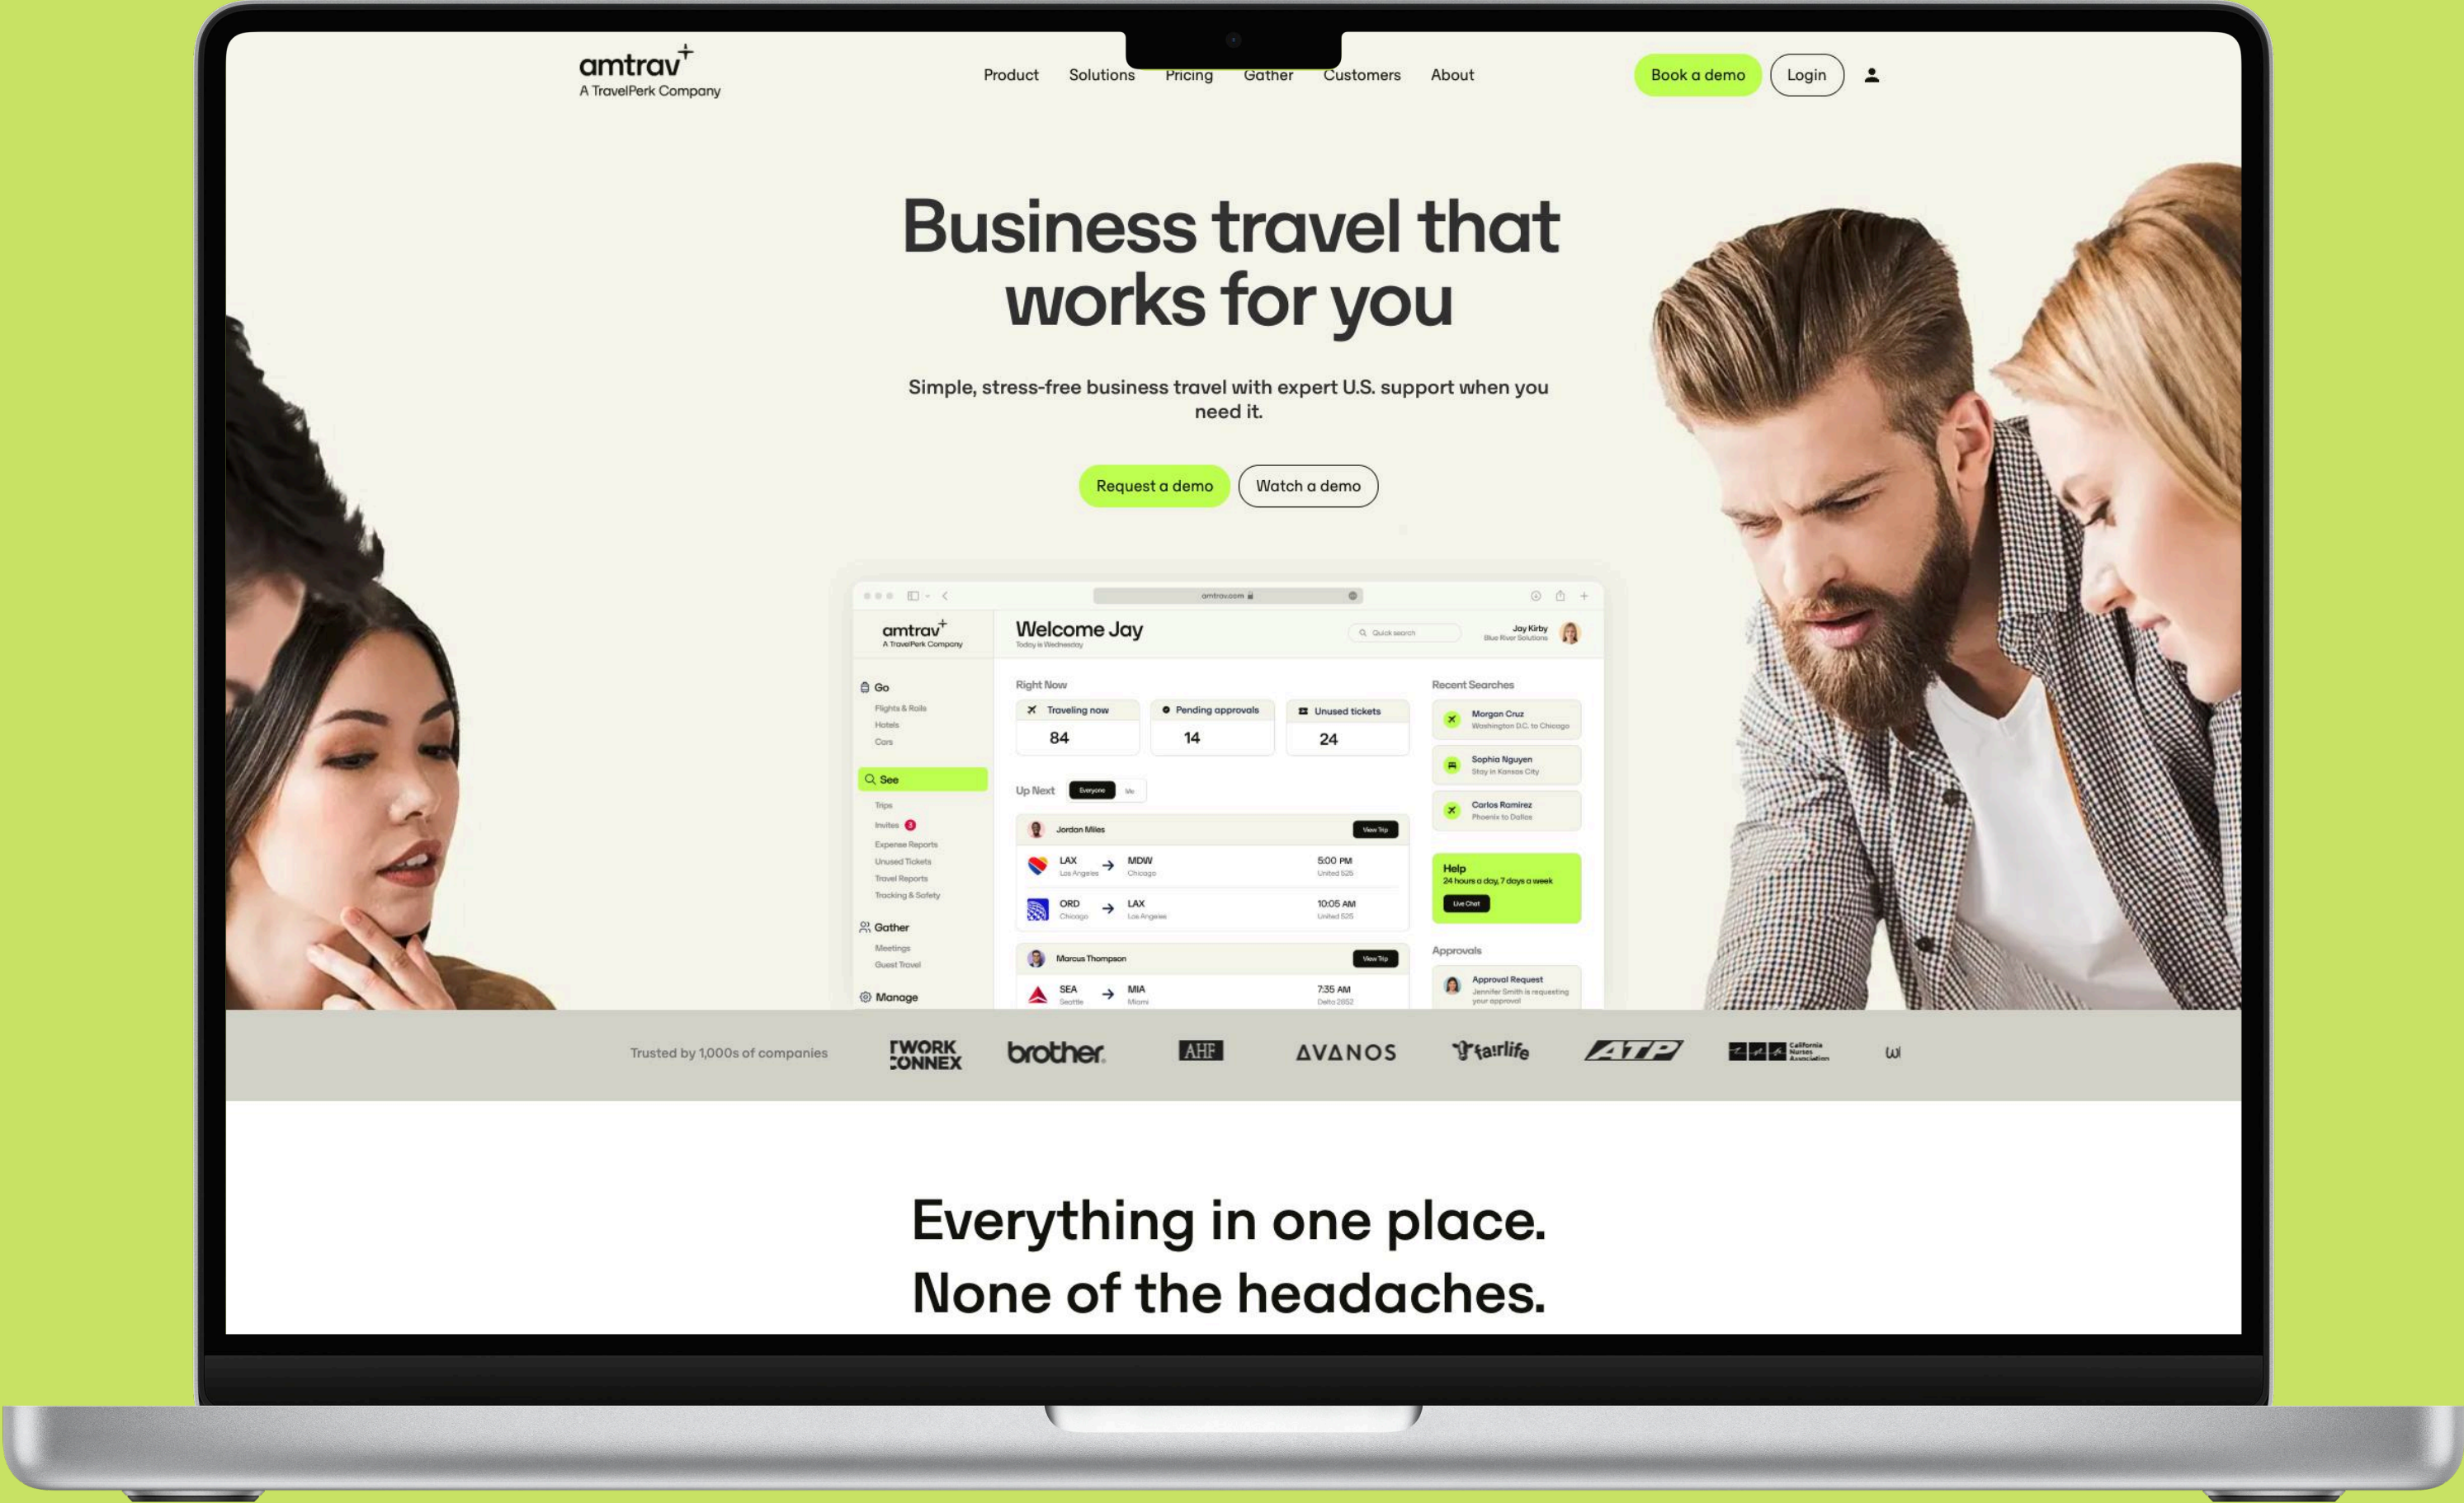 amtrav
A TravelPerk Company
Product Solutions Pricing Gather Customers About
Book a demo
Login
Business travel that
works for you
Simple, stress-free business travel with expert U.S. support when you
need it.
Request a demo
Watch a demo
amtrav.com
amtrav
A TravelPerk Company
Welcome Jay
Today is Wednesday
Quick search
Jay Kirby
Blue River Solutions
Go
Flights & Rails
Hotels
Cars
See
Trips
Invites 3
Expense Reports
Unused Tickets
Travel Reports
Tracking & Safety
Gather
Meetings
Guest Travel
Manage
Right Now
Traveling now
84
Pending approvals
14
Unused tickets
24
Up Next
Everyone
Me
Jordan Miles
View Trip
LAX
Los Angeles
MDW
Chicago
5:00 PM
United 525
ORD
Chicago
LAX
Los Angeles
10:05 AM
United 525
Marcus Thompson
View Trip
SEA
Seattle
MIA
Miami
7:35 AM
Delta 2852
Recent Searches
Morgan Cruz
Washington D.C. to Chicago
Sophia Nguyen
Stay in Kansas City
Carlos Ramirez
Phoenix to Dallas
Help
24 hours a day, 7 days a week
Live Chat
Approvals
Approval Request
Jennifer Smith is requesting
your approval
Trusted by 1,000s of companies
TWORK
CONNEX
brother
AHF
AVANOS
fa!rlife
ATP
California
Nurses
Association
Everything in one place.
None of the headaches.